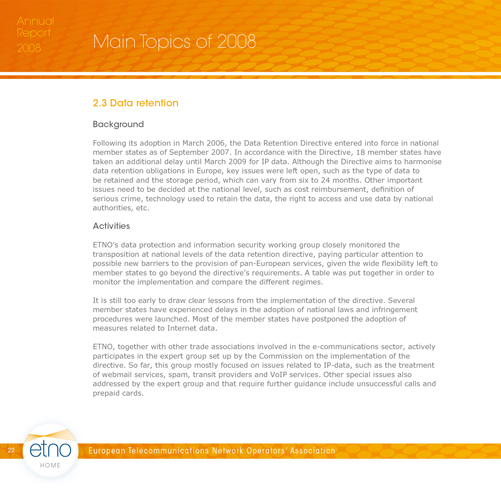 Annual
Report
2008
Main Topics of 2008
2.3 Data retention
Background
Following its adoption in March 2006, the Data Retention Directive entered into force in national
member states as of September 2007. In accordance with the Directive, 18 member states have
taken an additional delay until March 2009 for IP data. Although the Directive aims to harmonise
data retention obligations in Europe, key issues were left open, such as the type of data to
be retained and the storage period, which can vary from six to 24 months. Other important
issues need to be decided at the national level, such as cost reimbursement, definition of
serious crime, technology used to retain the data, the right to access and use data by national
authorities, etc.
Activities
ETNO's data protection and information security working group closely monitored the
transposition at national levels of the data retention directive, paying particular attention to
possible new barriers to the provision of pan-European services, given the wide flexibility left to
member states to go beyond the directive's requirements. A table was put together in order to
monitor the implementation and compare the different regimes.
It is still too early to draw clear lessons from the implementation of the directive. Several
member states have experienced delays in the adoption of national laws and infringement
procedures were launched. Most of the member states have postponed the adoption of
measures related to Internet data.
ETNO, together with other trade associations involved in the e-communications sector, actively
participates in the expert group set up by the Commission on the implementation of the
directive. So far, this group mostly focused on issues related to IP-data, such as the treatment
of webmail services, spam, transit providers and VoIP services. Other special issues also
addressed by the expert group and that require further guidance include unsuccessful calls and
prepaid cards.
22
etno
European Telecommunications Network Operators' Association
HOME